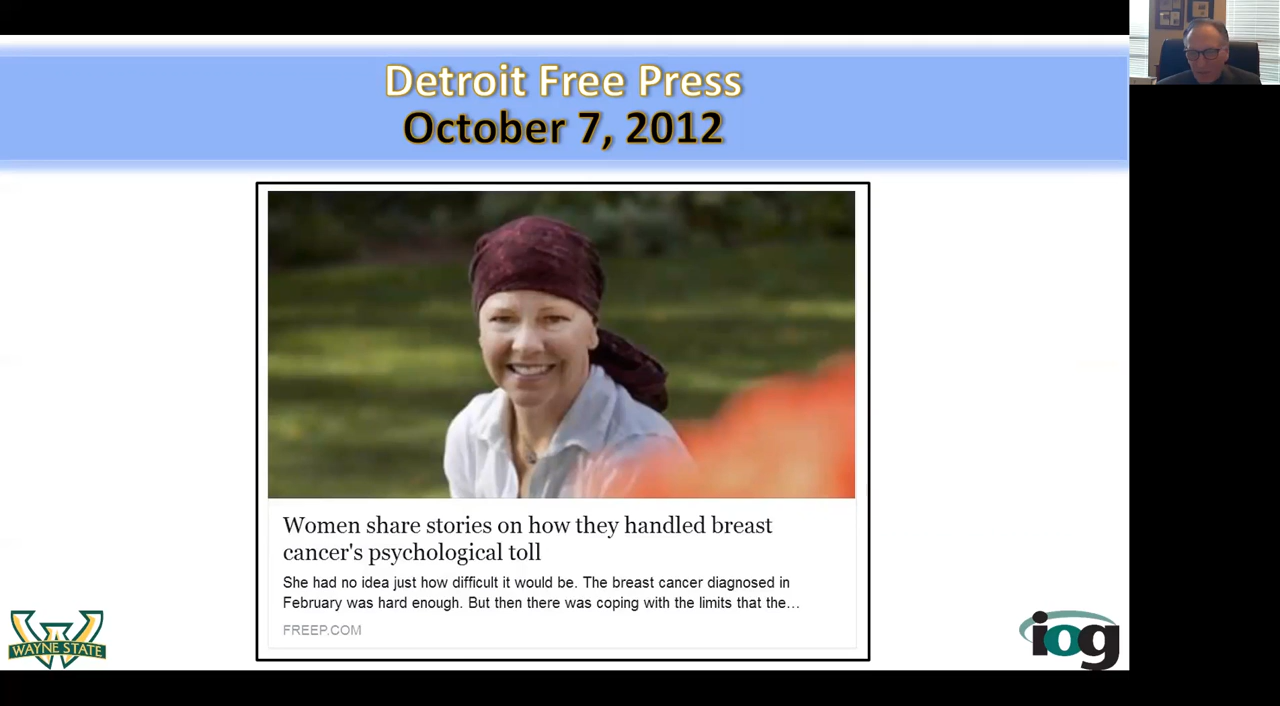 Detroit Free Press
October 7, 2012
Women share stories on how they handled breast
cancer's psychological toll
She had no idea just how difficult it would be. The breast cancer diagnosed in
February was hard enough. But then there was coping with the limits that the…
FREEP.COM
W
WAYNE STATE
iog